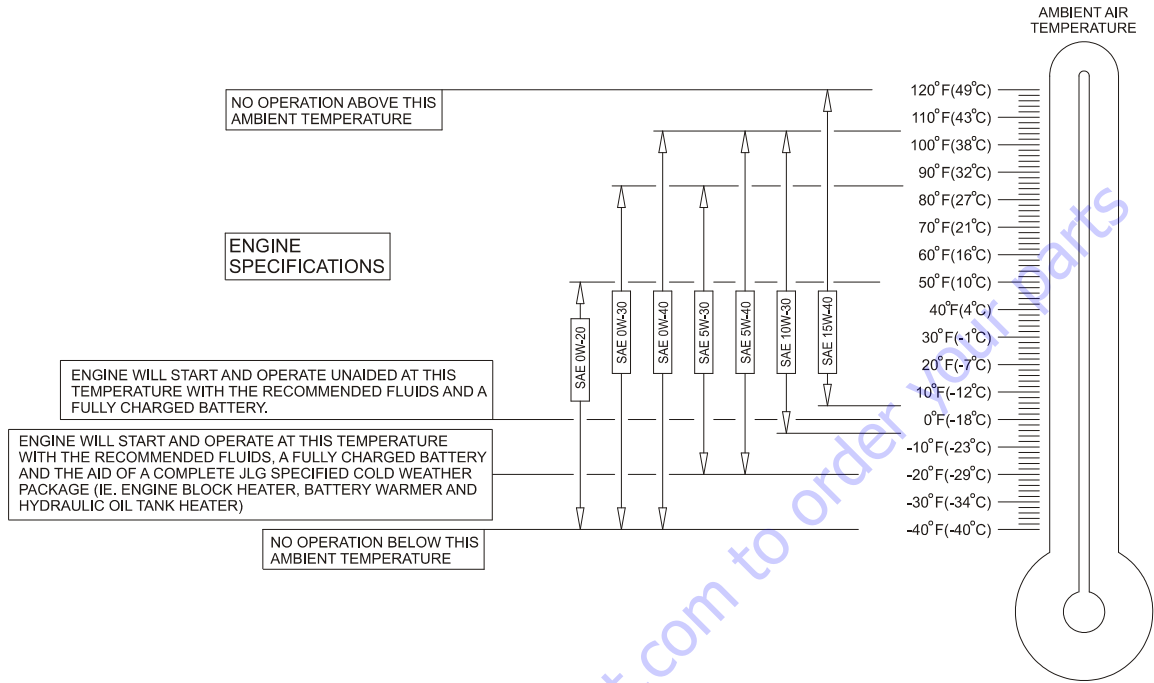 AMBIENT AIR
TEMPERATURE
NO OPERATION ABOVE THIS
AMBIENT TEMPERATURE
ENGINE
SPECIFICATIONS
ENGINE WILL START AND OPERATE UNAIDED AT THIS
TEMPERATURE WITH THE RECOMMENDED FLUIDS AND A
FULLY CHARGED BATTERY.
ENGINE WILL START AND OPERATE AT THIS TEMPERATURE
WITH THE RECOMMENDED FLUIDS, A FULLY CHARGED BATTERY
AND THE AID OF A COMPLETE JLG SPECIFIED COLD WEATHER
PACKAGE (IE. ENGINE BLOCK HEATER, BATTERY WARMER AND
HYDRAULIC OIL TANK HEATER)
NO OPERATION BELOW THIS
AMBIENT TEMPERATURE
SAE 0W-20
SAE 0W-30
SAE 0W-40
SAE 5W-30
SAE 5W-40
SAE 10W-30
SAE 15W-40
120°F(49°C)
110°F(43°C)
100°F(38°C)
90°F(32°C)
80°F(27°C)
70°F(21°C)
60°F(16°C)
50°F(10°C)
40°F(4°C)
30°F(-1°C)
20°F(-7°C)
10°F(-12°C)
0°F(-18°C)
-10°F(-23°C)
-20°F(-29°C)
-30°F(-34°C)
-40°F(-40°C)
com to order your parts